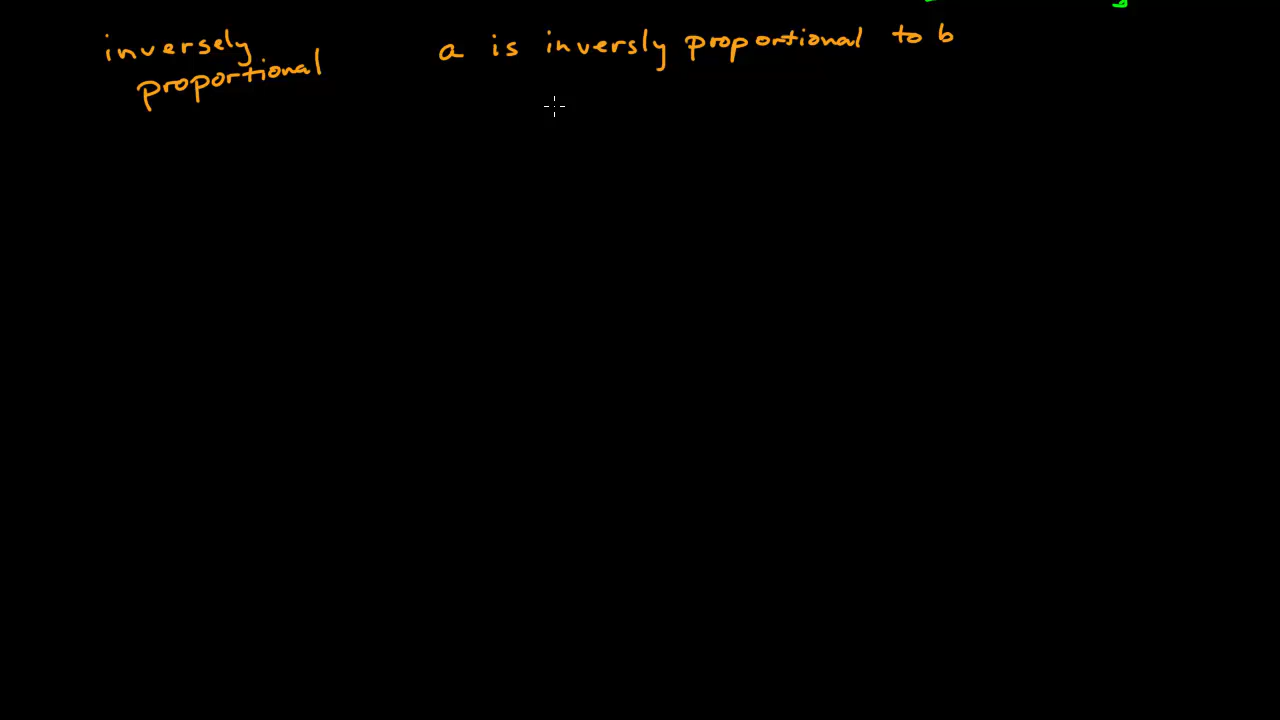 inversely
proportional
a is inversly proportional to b